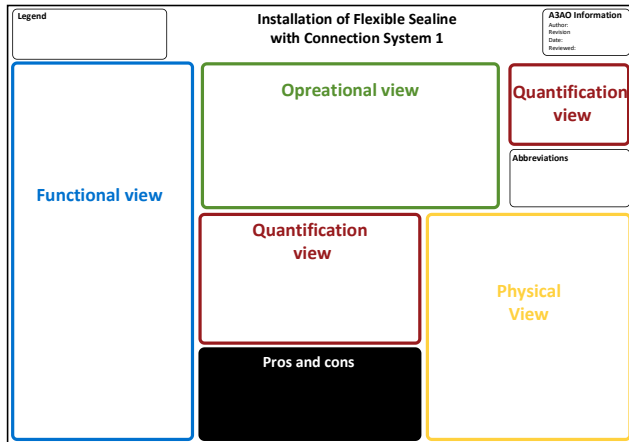 Legend
Installation of Flexible Sealine
with Connection System 1
A3AO Information
Author:
Revision
Date:
Reviewed:
Functional view
Opreational view
Quantification
view
Abbreviations
Quantification
view
Physical
View
Pros and cons